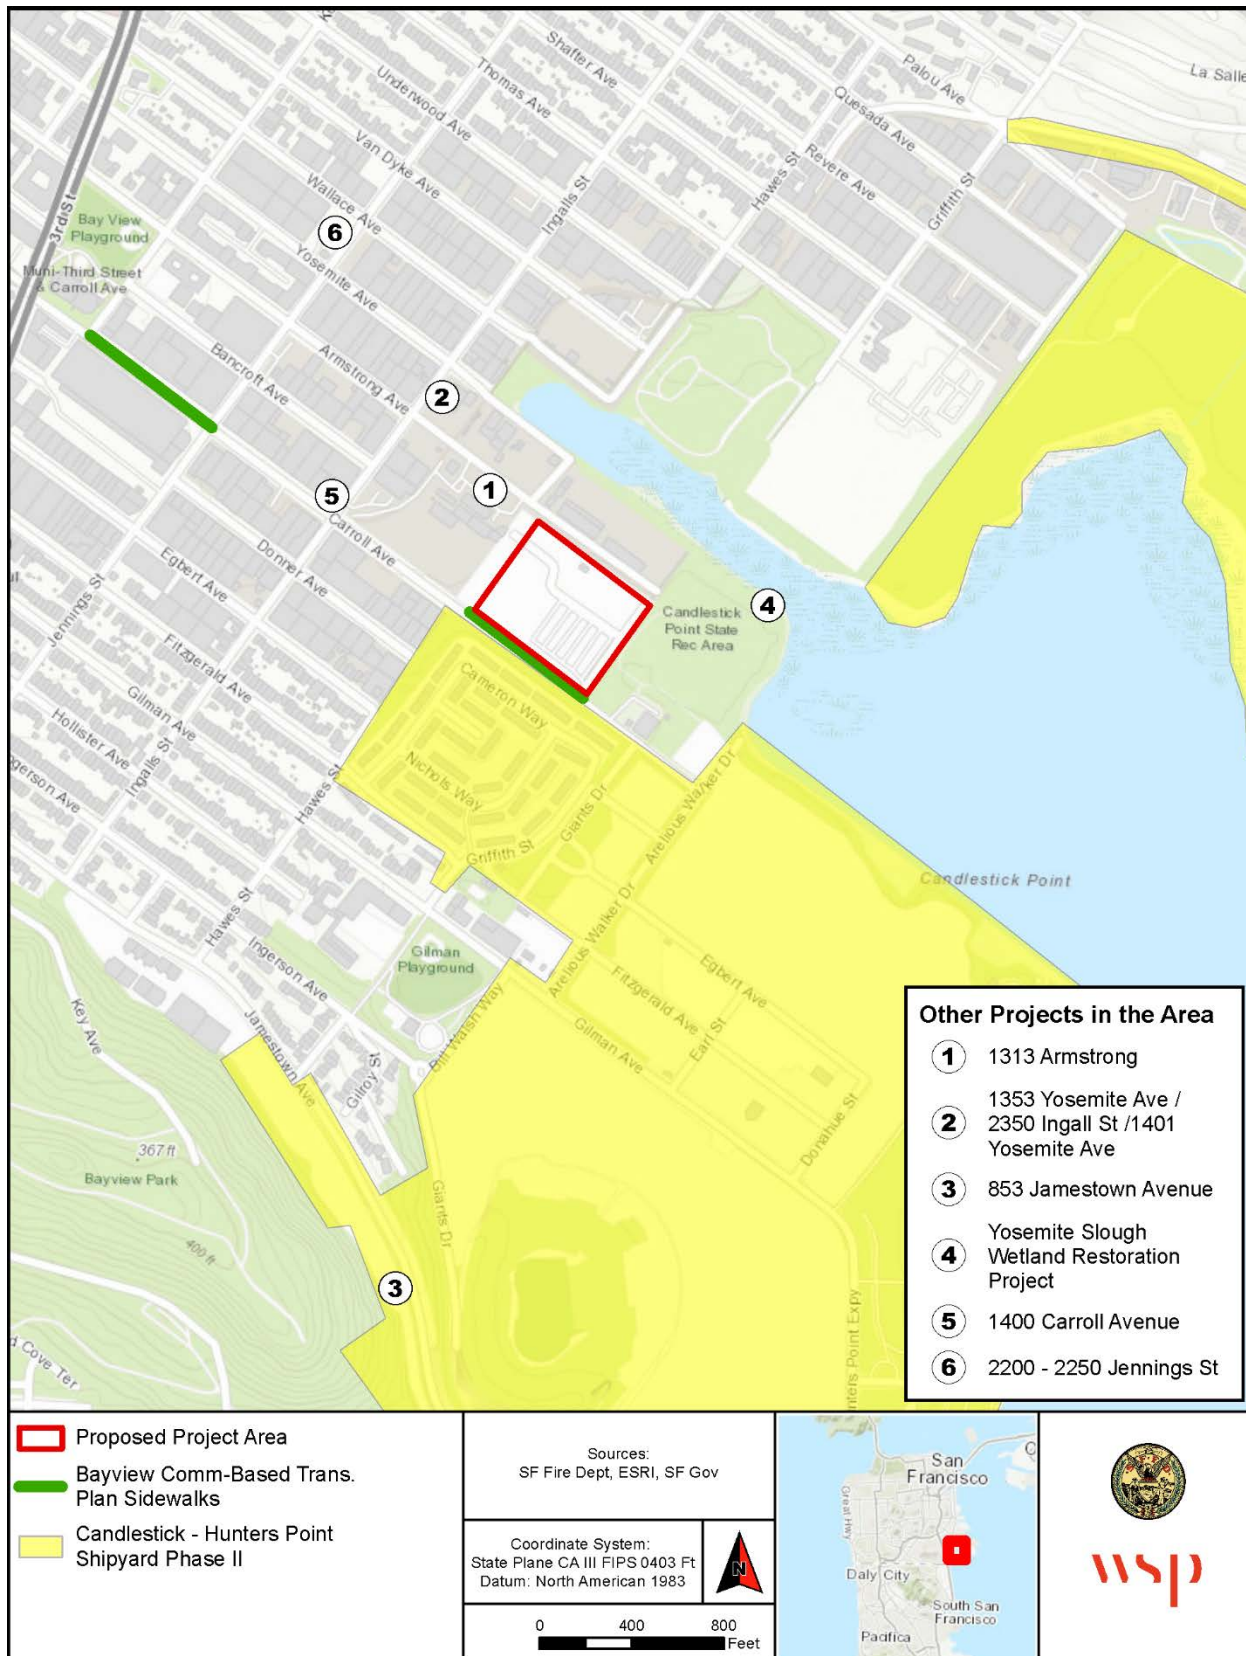 Shafter Ave
Palou Ave
La Salle
Thomas Ave
Underwood Ave
Quesada Ave
Van Dyke Ave
Revere Ave
Hawes St
Wallace Ave
Ingalls St
Griffith St
3rd St
Bay View
Playground
6
Yosemite Ave
Muni-Third Street
& Carroll Ave
Bancroft Ave
Armstrong Ave
2
1
5
Carroll Ave
Donner Ave
Egbert Ave
Jennings St
4
Candlestick
Point State
Rec Area
Fitzgerald Ave
Gilman Ave
Hollister Ave
Ingalls St
Hawes St
Cameron Way
Nichols Way
Griffith St
Giants Dr
Arelious Walker Dr
Candlestick Point
Hawes St
Ingerson Ave
Gilman
Playground
Arelious Walker Dr
Egbert Ave
Fitzgerald Ave
Earl St
Gilman Ave
Bill Walsh Way
Key Ave
Jamestown Ave
Gilroy St
Donahue St
367 ft
Bayview Park
400 ft
Giants Dr
3
d Cove Ter
nters Point Expy
Other Projects in the Area
1 1313 Armstrong
2 1353 Yosemite Ave /
2350 Ingall St /1401
Yosemite Ave
3 853 Jamestown Avenue
4 Yosemite Slough
Wetland Restoration
Project
5 1400 Carroll Avenue
6 2200 - 2250 Jennings St
Proposed Project Area
Bayview Comm-Based Trans.
Plan Sidewalks
Candlestick - Hunters Point
Shipyard Phase II
Sources:
SF Fire Dept, ESRI, SF Gov
Coordinate System:
State Plane CA III FIPS 0403 Ft
Datum: North American 1983
N
0 400 800
Feet
San
Francisco
Great Hwy
Daly City
South San
Francisco
Pacifica
wsp